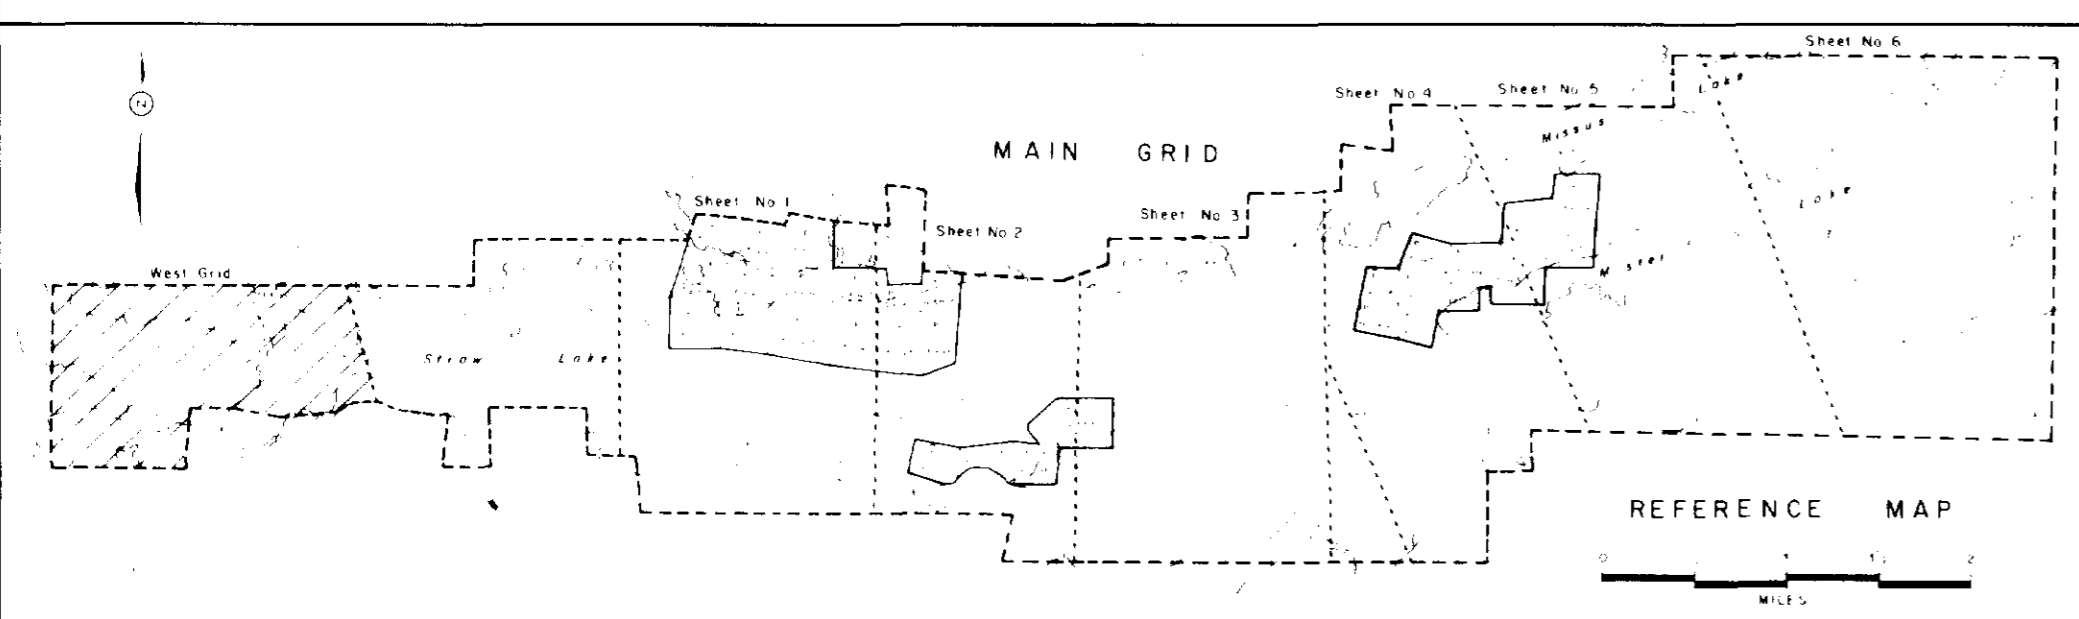 Sheet No 6
Lake
Sheet No 4
Sheet No 5
N
Missus
MAIN GRID
Sheet No 1
Lake
Sheet No 3
Sheet No 2
West Grid
Mister
Straw Lake
REFERENCE MAP
0 1 2
MILES